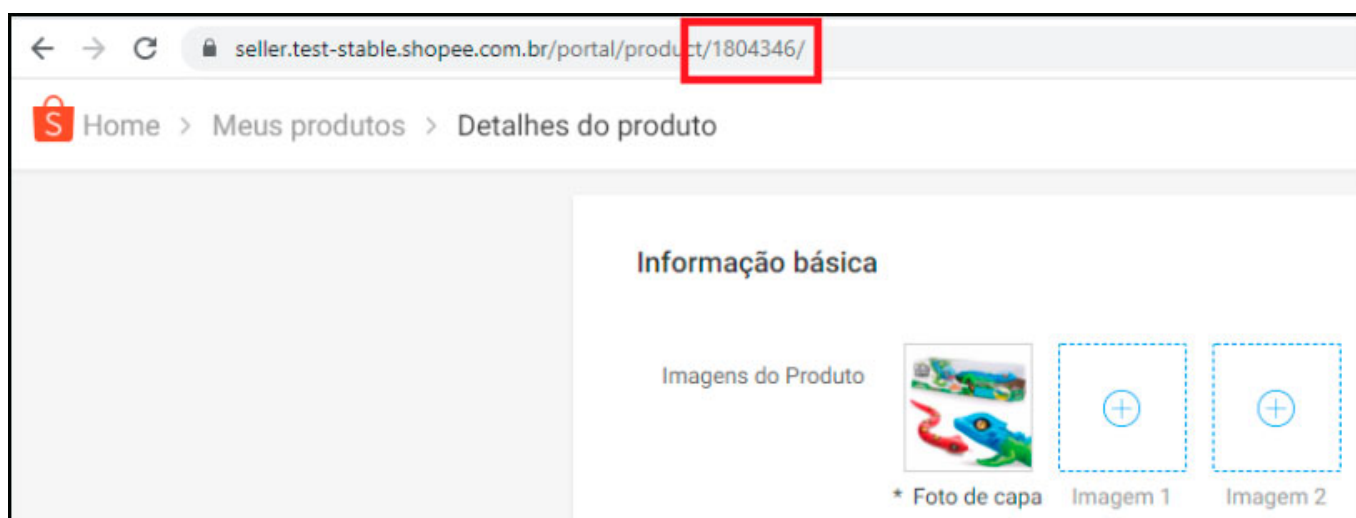 seller.test-stable.shopee.com.br/portal/product/1804346/
S Home > Meus produtos > Detalhes do produto
Informação básica
Imagens do Produto
* Foto de capa Imagem 1 Imagem 2